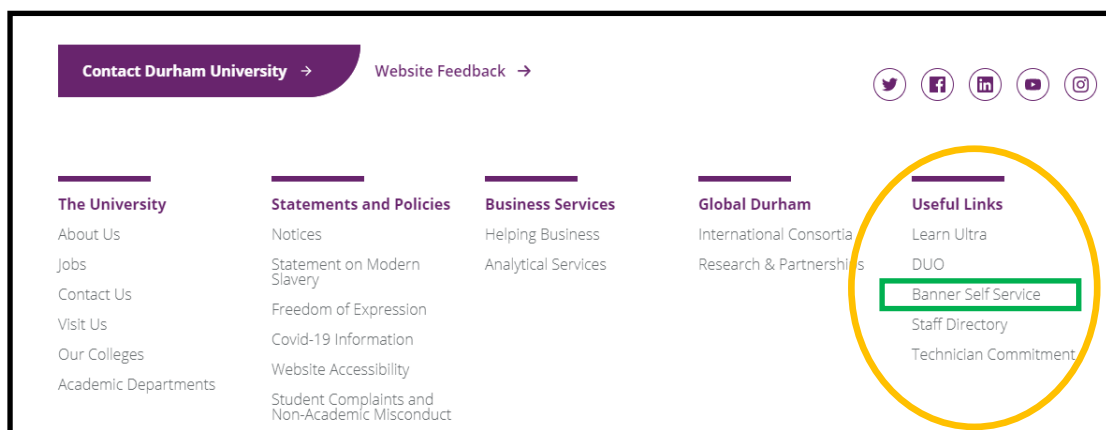 Contact Durham University →
Website Feedback →
The University
About Us
Jobs
Contact Us
Visit Us
Our Colleges
Academic Departments
Statements and Policies
Notices
Statement on Modern
Slavery
Freedom of Expression
Covid-19 Information
Website Accessibility
Student Complaints and
Non-Academic Misconduct
Business Services
Helping Business
Analytical Services
Global Durham
International Consortia
Research & Partnerships
Useful Links
Learn Ultra
DUO
Banner Self Service
Staff Directory
Technician Commitment